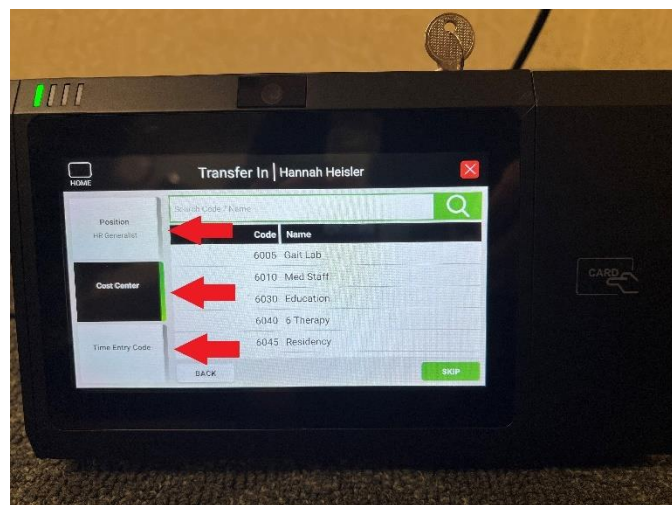 HOME
Transfer In | Hannah Heisler
Position
HR Generalist
Cost Center
Time Entry Code
Search Code / Name
Code Name
6005 Gait Lab
6010 Med Staff
6030 Education
6040 6 Therapy
6045 Residency
BACK
SKIP
CARD